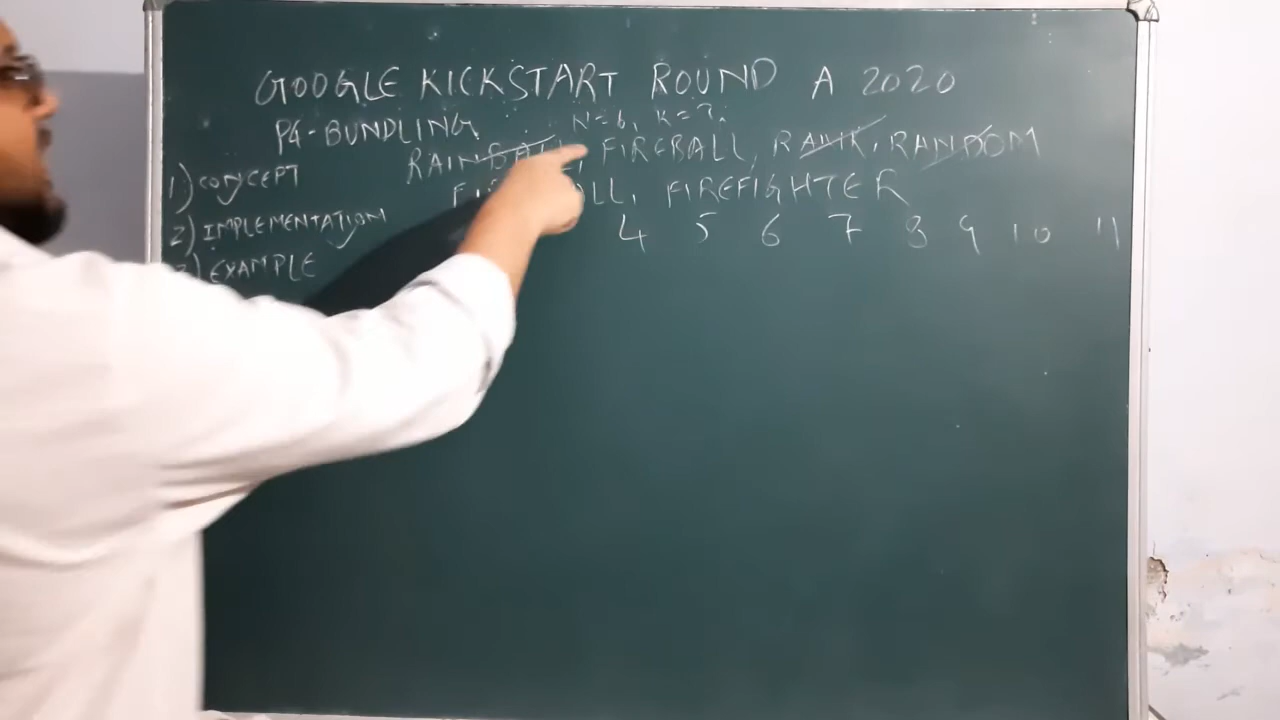 GOOGLE KICKSTART ROUND A 2020
P4-BUNDLING N=6, K=?.
1) CONCEPT
RAINBALL, FIREBALL, RANK, RANDOM
FIREFIGHTER
2) IMPLEMENTATION
4 5 6 7 8 9 10 11
3) EXAMPLE